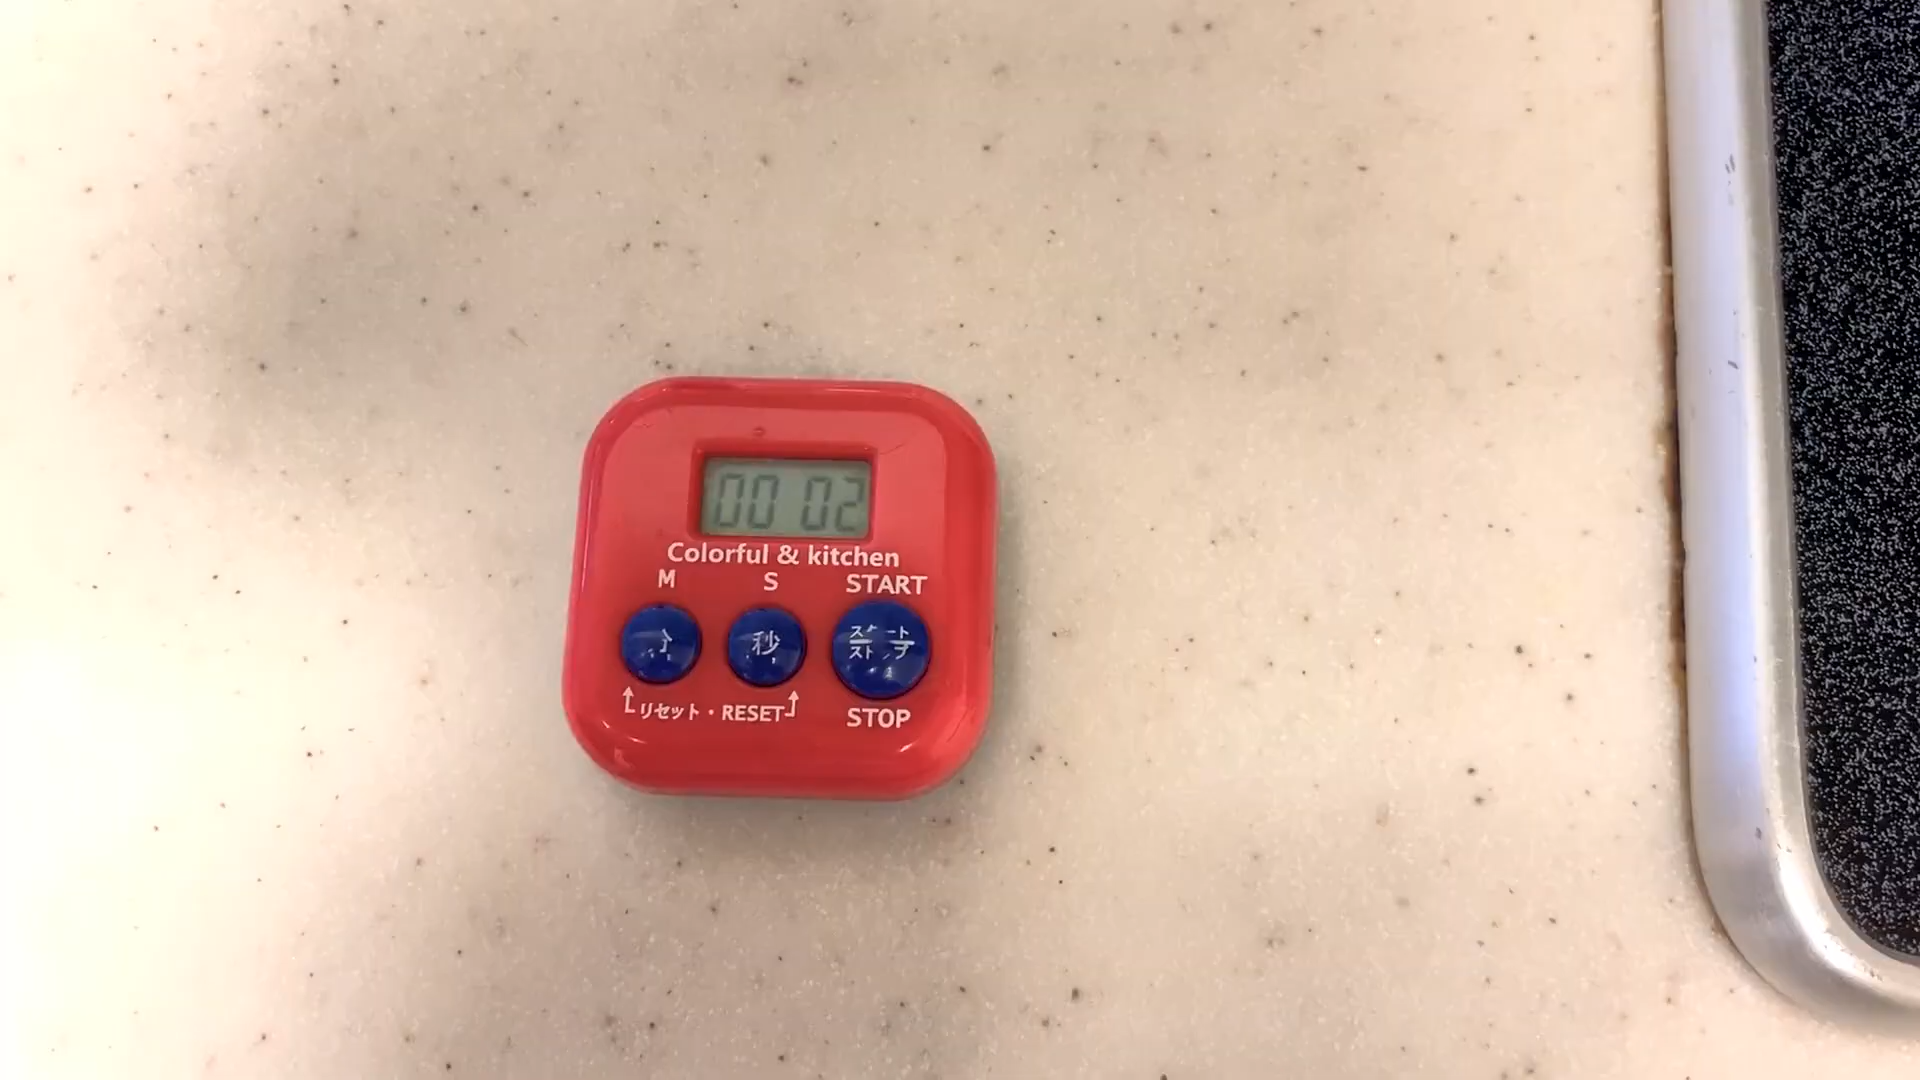 00 02
Colorful & kitchen
M S START
秒
リセット・RESET
STOP